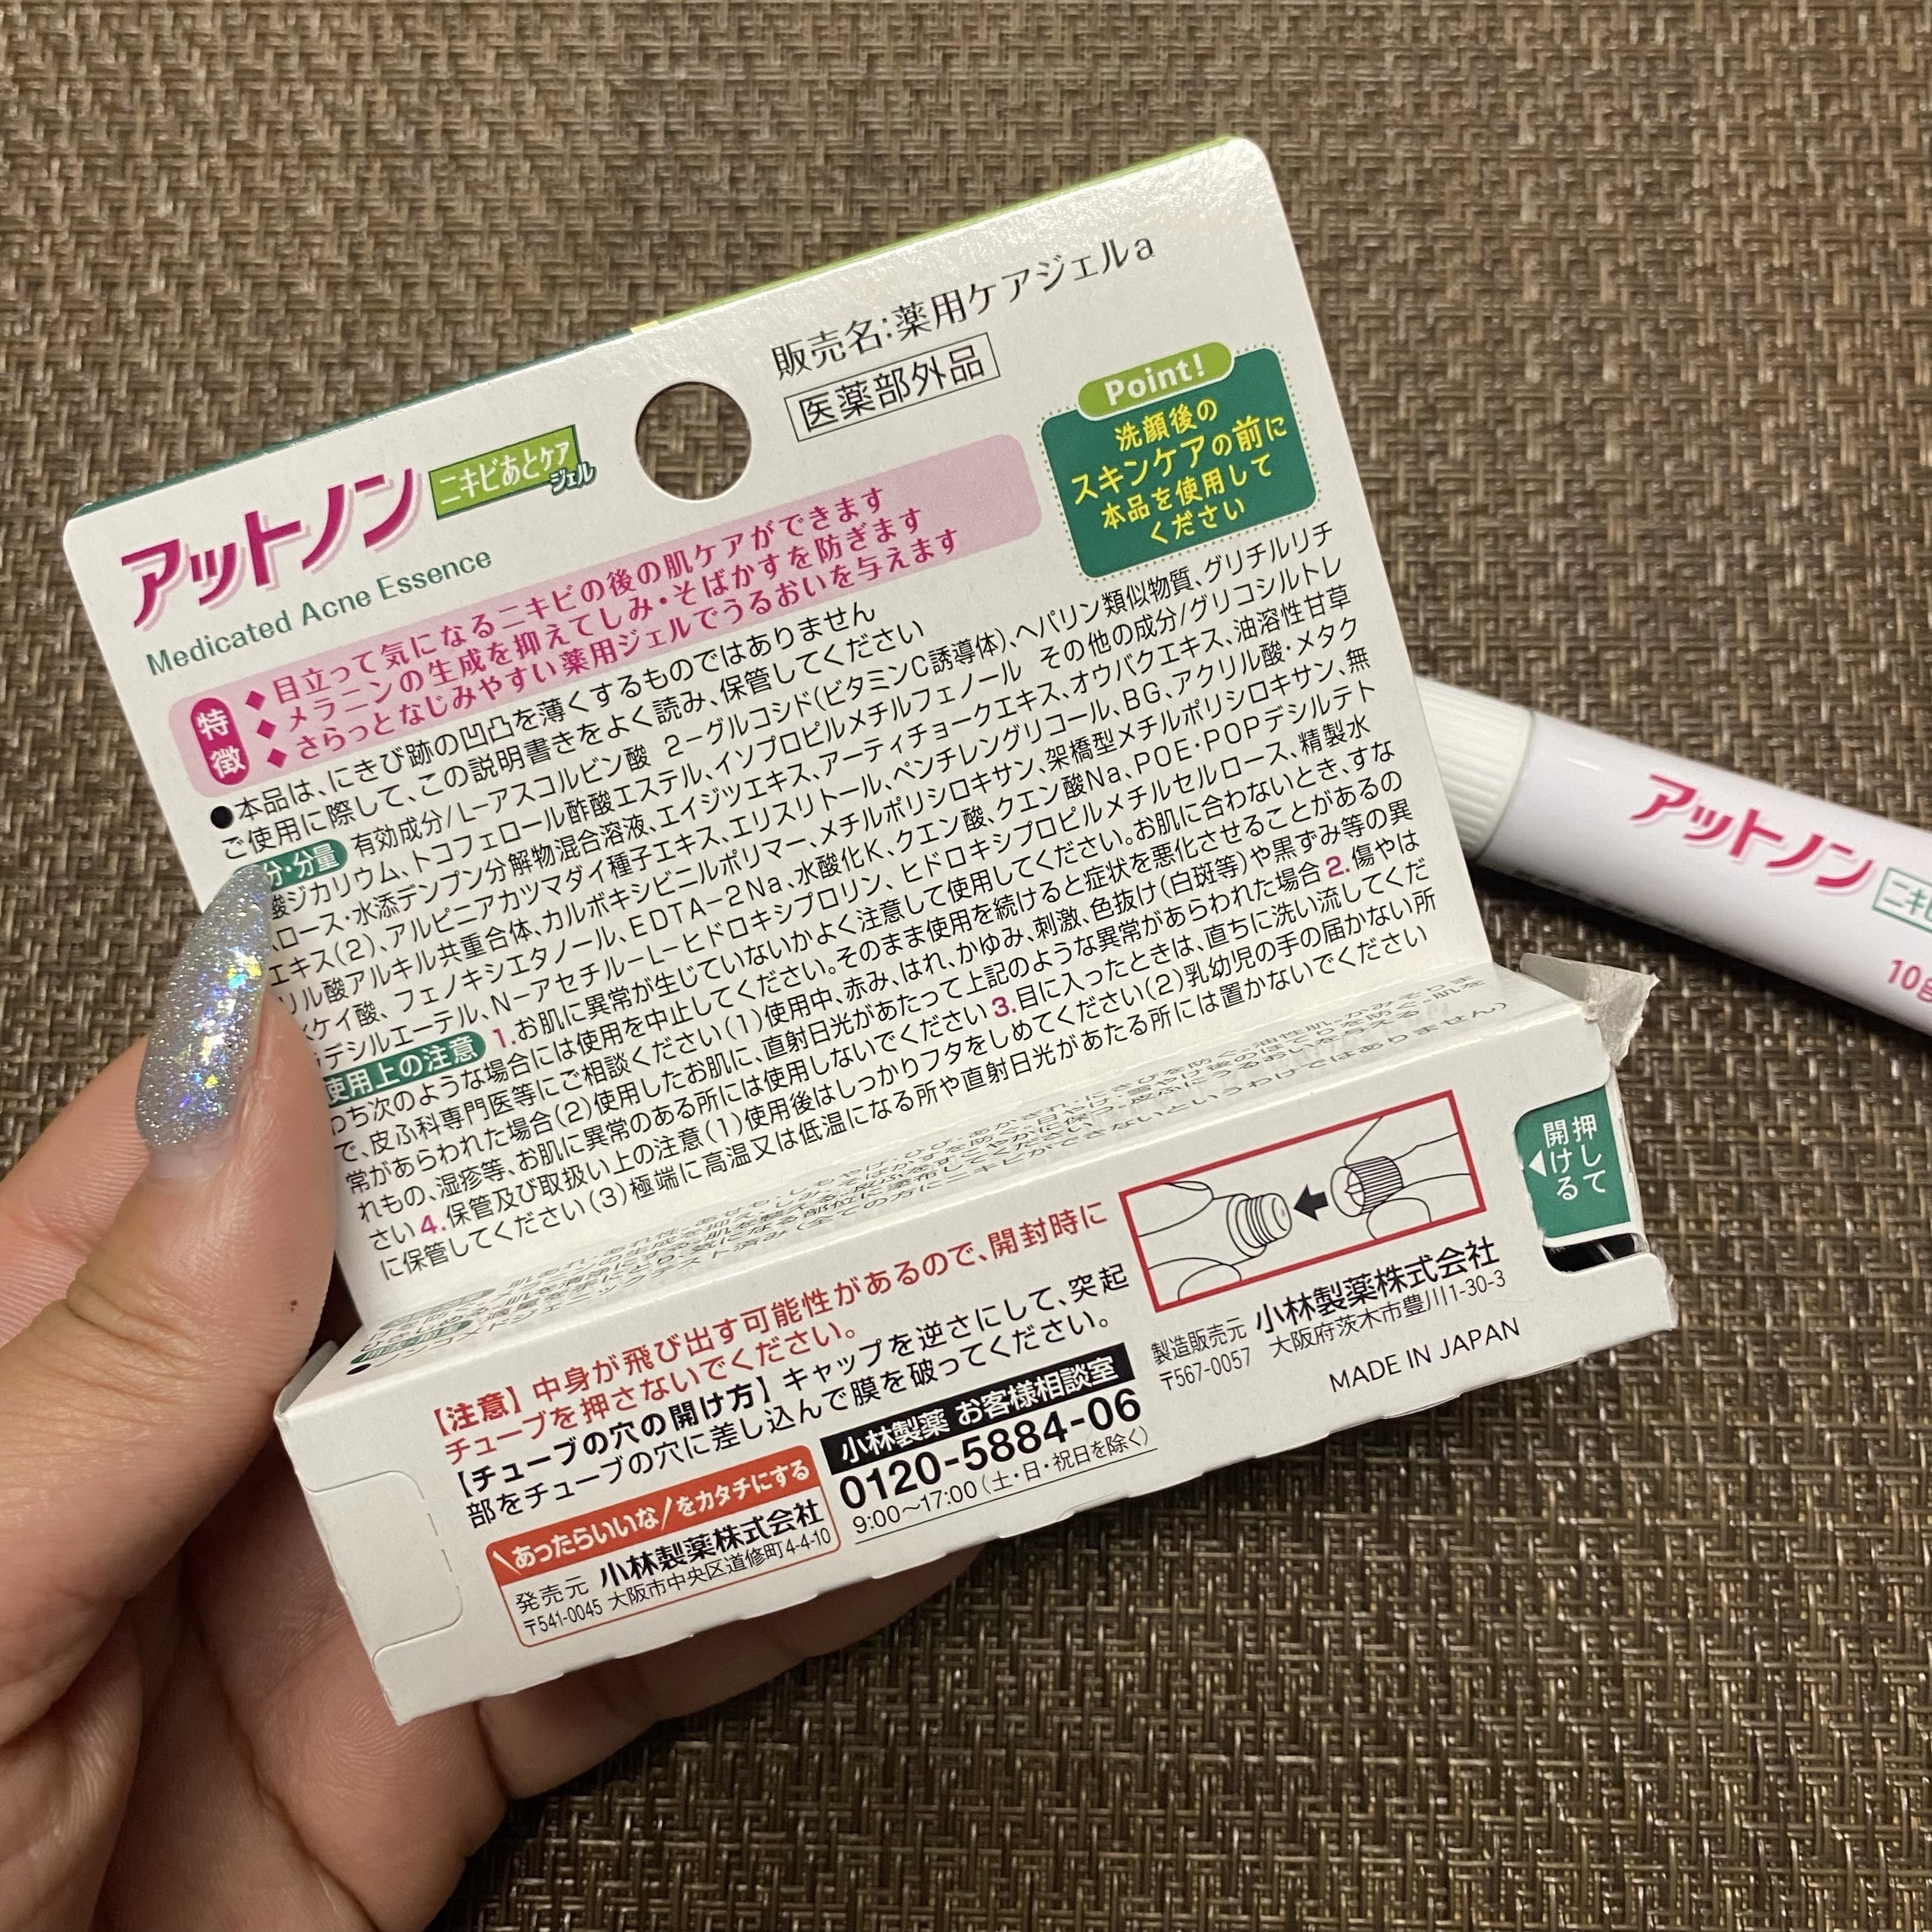 販売名:薬用ケアジェルa
医薬部外品
アットノン
ニキビあとケア
ジェル
Medicated Acne Essence
Point!
洗顔後の
スキンケアの前に
本品を使用して
ください
特徴
◆目立って気になるニキビの後の肌ケアができます
◆メラニンの生成を抑えてしみ・そばかすを防ぎます
◆さらっとなじみやすい薬用ジェルでうるおいを与えます
●本品は、にきび跡の凹凸を薄くするものではありません
ご使用に際して、この説明書きをよく読み、保管してください
分・分量 有効成分/L-アスコルビン酸 2-グルコシド(ビタミンC誘導体)、ヘパリン類似物質、グリチルリチ
酸ジカリウム、トコフェロール酢酸エステル、イソプロピルメチルフェノール その他の成分/グリコシルトレ
ロース・水添デンプン分解物混合溶液、エイジツエキス、アーティチョークエキス、オウバクエキス、油溶性甘草
エキス(2)、アルピニアカツマダイ種子エキス、エリスリトール、ペンチレングリコール、BG、アクリル酸・メタク
リル酸アルキル共重合体、カルボキシビニルポリマー、メチルポリシロキサン、架橋型メチルポリシロキサン、無
ケイ酸、フェノキシエタノール、EDTA-2Na、水酸化K、クエン酸、クエン酸Na、POE・POPデシルテト
ラデシルエーテル、N-アセチル-L-ヒドロキシプロリン、ヒドロキシプロピルメチルセルロース、精製水
使用上の注意 1.お肌に異常が生じていないかよく注意して使用してください。お肌に合わないとき、すな
わち次のような場合には使用を中止してください。そのまま使用を続けると症状を悪化させることがあるの
で、皮ふ科専門医等にご相談ください(1)使用中、赤み、はれ、かゆみ、刺激、色抜け(白斑等)や黒ずみ等の異
常があらわれた場合(2)使用したお肌に、直射日光があたって上記のような異常があらわれた場合 2.傷やは
れもの、湿疹等、お肌に異常のある所には使用しないでください 3.目に入ったときは、直ちに洗い流してくだ
さい 4.保管及び取扱い上の注意(1)使用後はしっかりフタをしめてください(2)乳幼児の手の届かない所
に保管してください(3)極端に高温又は低温になる所や直射日光があたる所には置かないでください
【注意】中身が飛び出す可能性があるので、開封時に
チューブを押さないでください。
【チューブの穴の開け方】キャップを逆さにして、突起
部をチューブの穴に差し込んで膜を破ってください。
押して
開ける
\あったらいいな/をカタチにする
発売元 小林製薬株式会社
〒541-0045 大阪市中央区道修町4-4-10
小林製薬 お客様相談室
0120-5884-06
9:00〜17:00(土・日・祝日を除く)
製造販売元 小林製薬株式会社
〒567-0057 大阪府茨木市豊川1-30-3
MADE IN JAPAN
アットノン
ニキ
10g